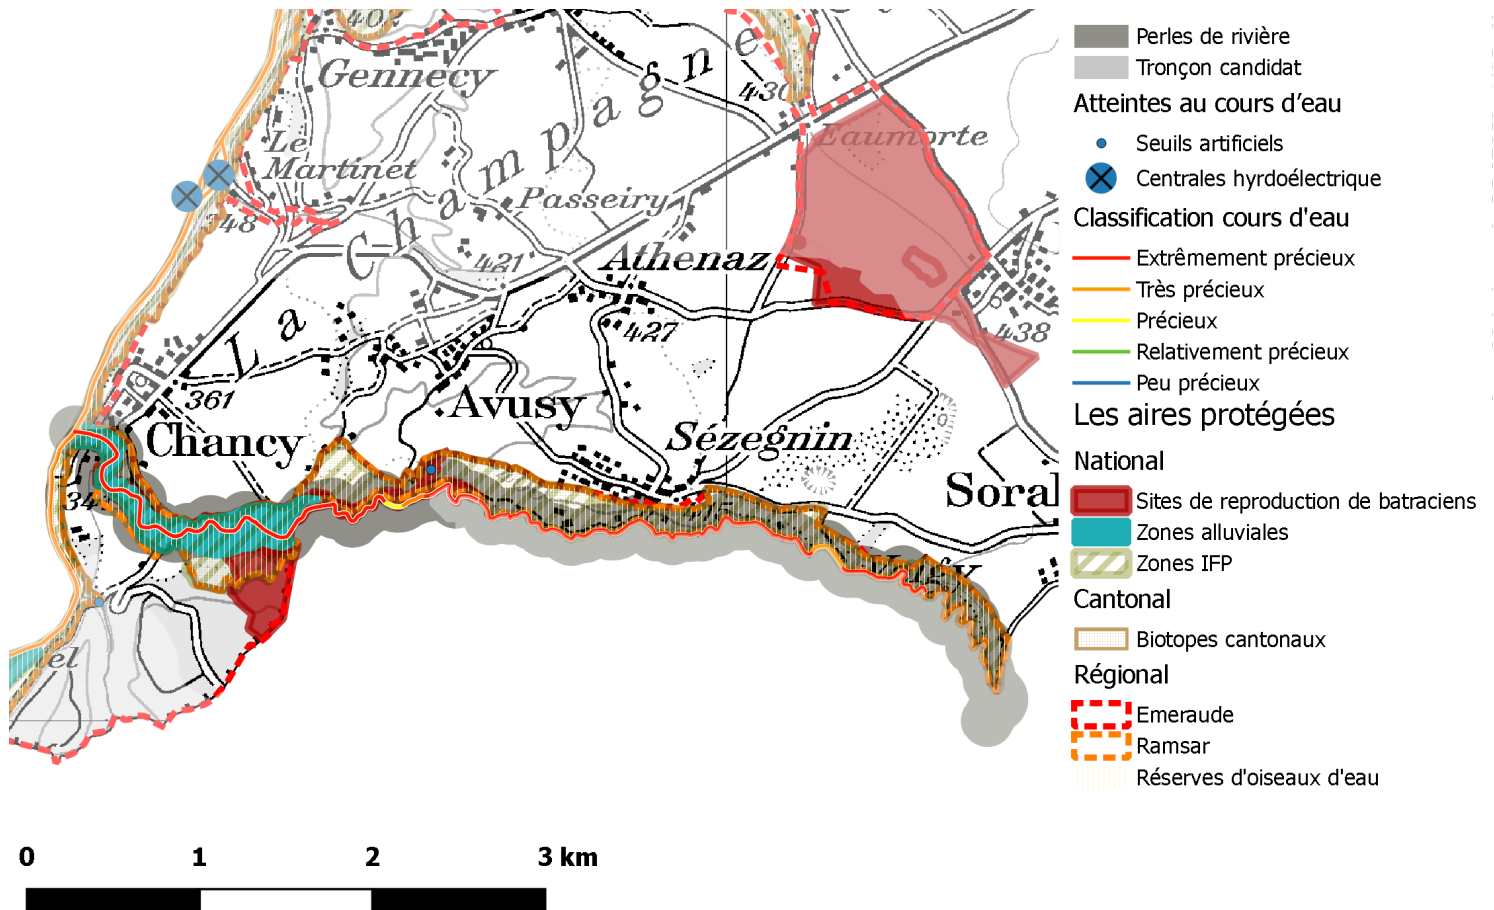 402
Gennecy
Champagne
430
Eaumorte
Le
Martinet
Passeiry
348
421
Athenaz
La
427
438
361
Avusy
Chancy
Sézegnin
Soral
34
el
0 1 2 3 km
Perles de rivière
Tronçon candidat
Atteintes au cours d’eau
Seuils artificiels
Centrales hyrdoélectrique
Classification cours d'eau
Extrêmement précieux
Très précieux
Précieux
Relativement précieux
Peu précieux
Les aires protégées
National
Sites de reproduction de batraciens
Zones alluviales
Zones IFP
Cantonal
Biotopes cantonaux
Régional
Emeraude
Ramsar
Réserves d'oiseaux d'eau